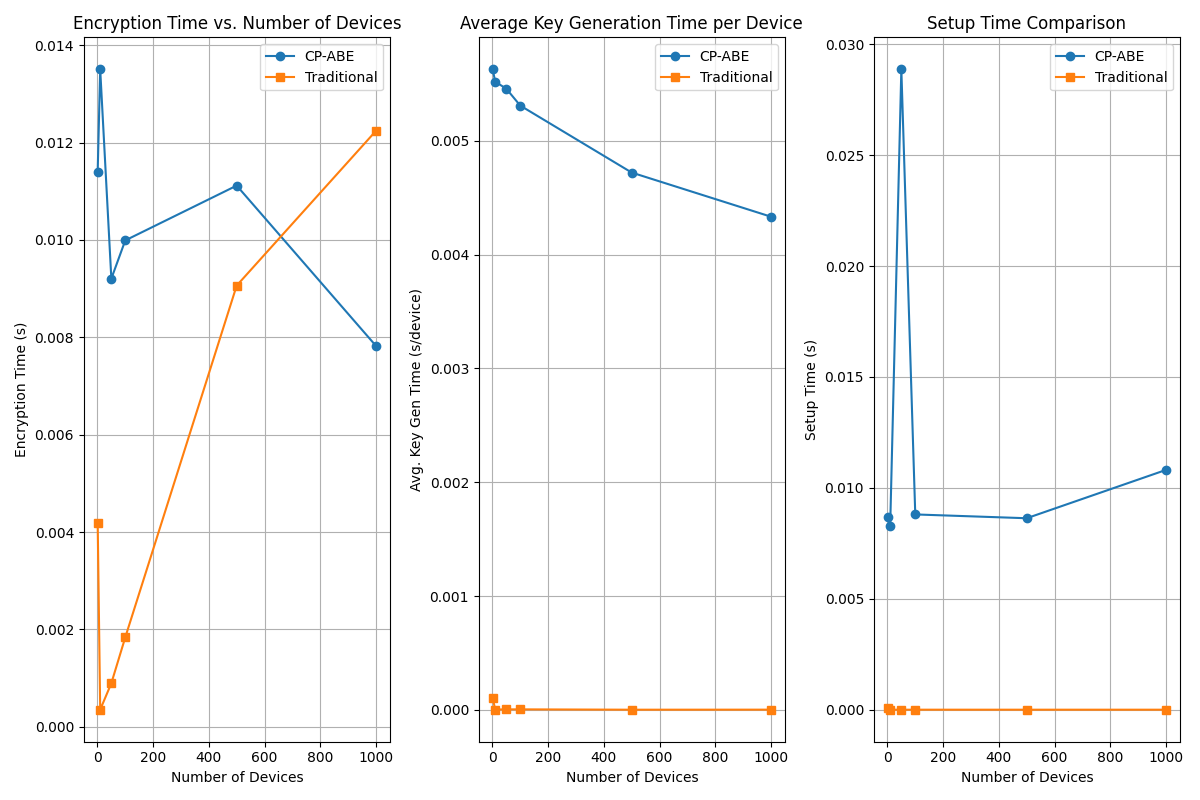 Encryption Time vs. Number of Devices
0.014
0.012
0.010
0.008
0.006
0.004
0.002
0.000
Encryption Time (s)
CP-ABE
Traditional
0
200
400
600
800
1000
Number of Devices
Average Key Generation Time per Device
0.005
0.004
0.003
0.002
0.001
0.000
Avg. Key Gen Time (s/device)
CP-ABE
Traditional
0
200
400
600
800
1000
Number of Devices
Setup Time Comparison
0.030
0.025
0.020
0.015
0.010
0.005
0.000
Setup Time (s)
CP-ABE
Traditional
0
200
400
600
800
1000
Number of Devices